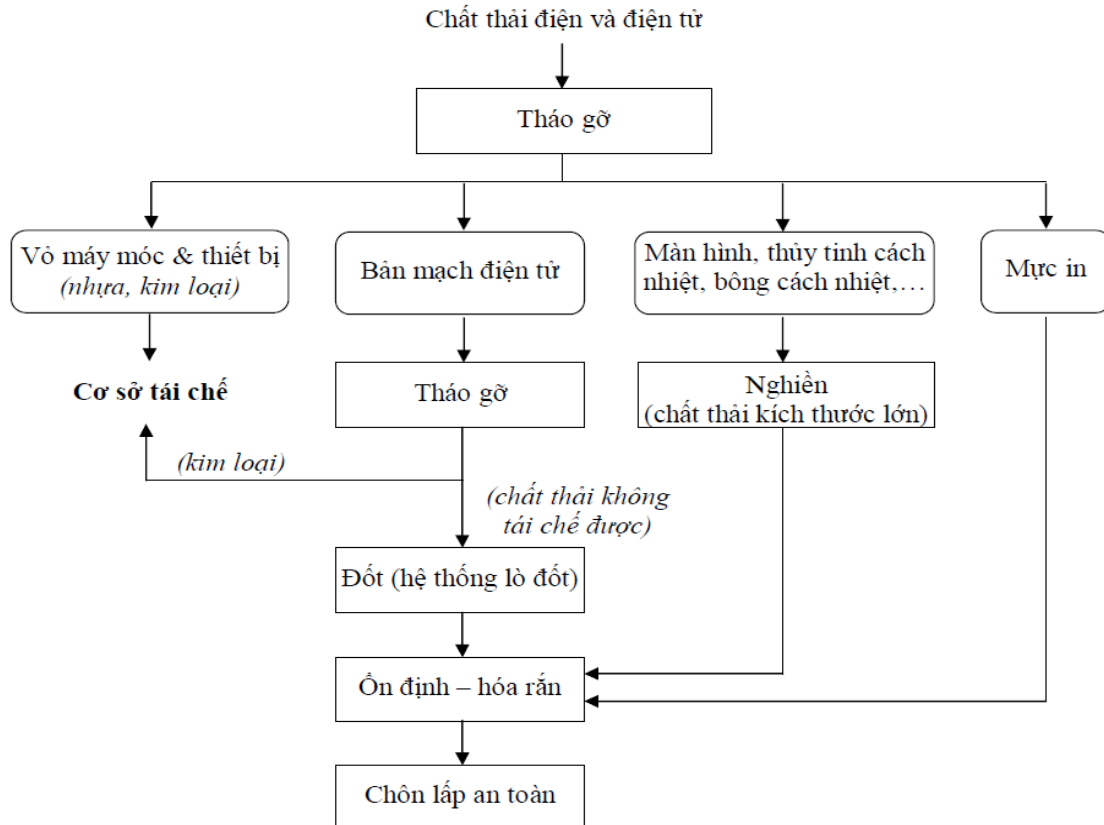 Chất thải điện và điện tử
Tháo gỡ
Vỏ máy móc & thiết bị
(nhựa, kim loại)
Bản mạch điện tử
Màn hình, thủy tinh cách
nhiệt, bông cách nhiệt,…
Mực in
Cơ sở tái chế
Tháo gỡ
Nghiền
(chất thải kích thước lớn)
(kim loại)
(chất thải không
tái chế được)
Đốt (hệ thống lò đốt)
Ổn định – hóa rắn
Chôn lấp an toàn